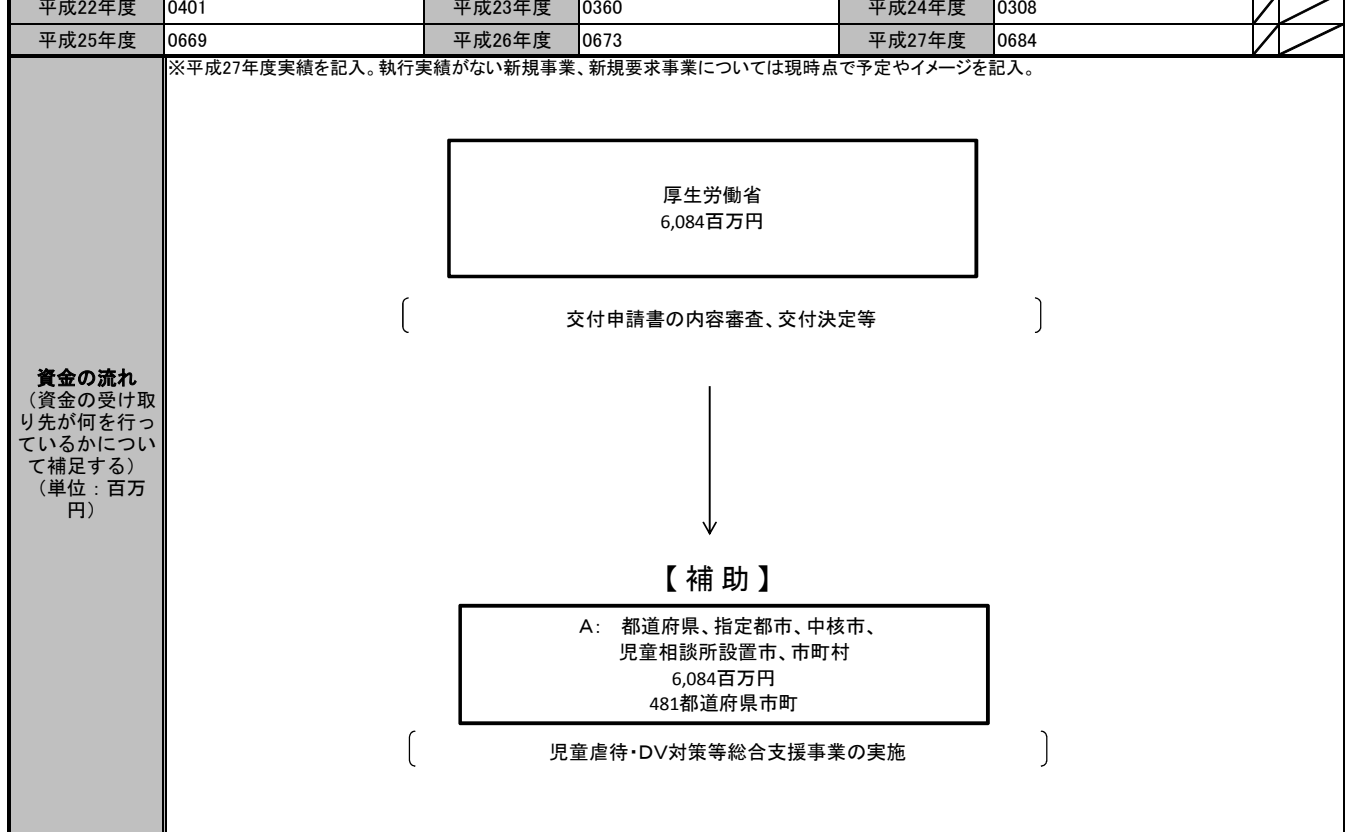 平成22年度 0401 平成23年度 0360 平成24年度 0308
平成25年度 0669 平成26年度 0673 平成27年度 0684
※平成27年度実績を記入。執行実績がない新規事業、新規要求事業については現時点で予定やイメージを記入。
資金の流れ
（資金の受け取
り先が何を行っ
ているかについ
て補足する）
（単位：百万
円）
厚生労働省
6,084百万円
交付申請書の内容審査、交付決定等
【補助】
A： 都道府県、指定都市、中核市、
児童相談所設置市、市町村
6,084百万円
481都道府県市町
児童虐待・DV対策等総合支援事業の実施